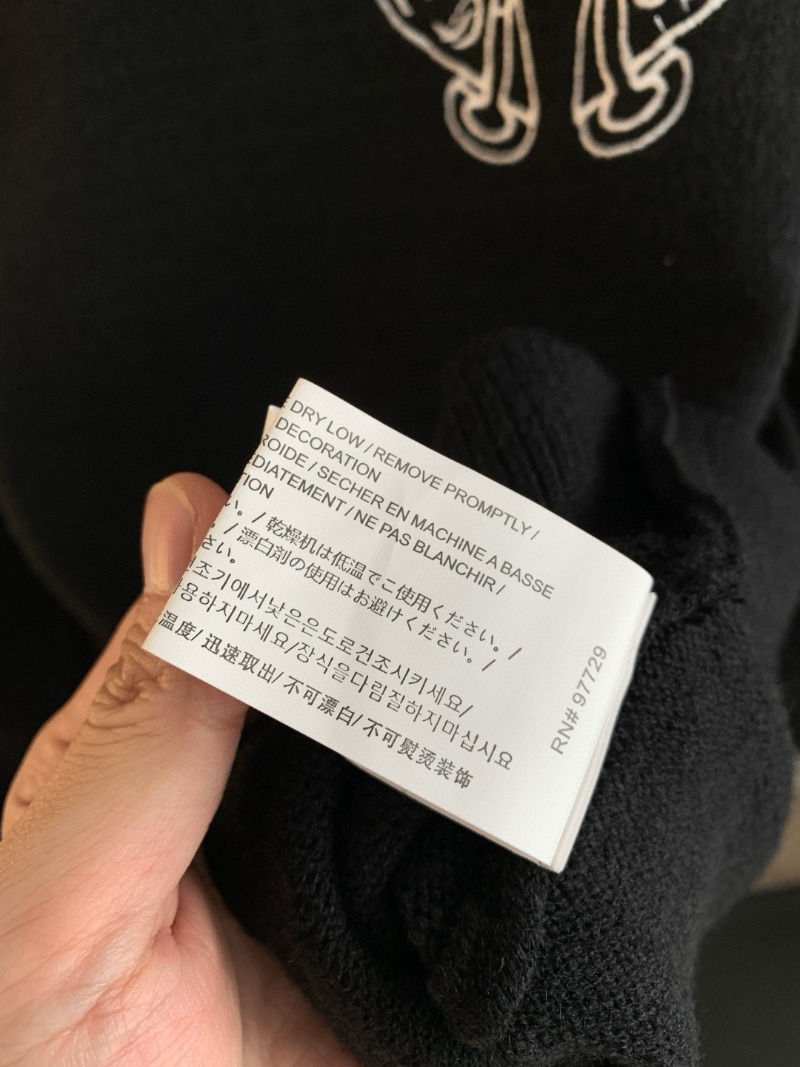 DRY LOW / REMOVE PROMPTLY /
DECORATION
ROIDE / SECHER EN MACHINE A BASSE
DIATEMENT / NE PAS BLANCHIR /
TION
い。 / 乾燥机は低温でご使用ください。 /
。 / 漂白剤の使用はお避けください。 /
さい。
조기에서낮은은도로건조시키세요/
용하지마세요/장식을다림질하지마십시요
温度/ 迅速取出/ 不可漂白/ 不可熨烫装饰
RN# 97729